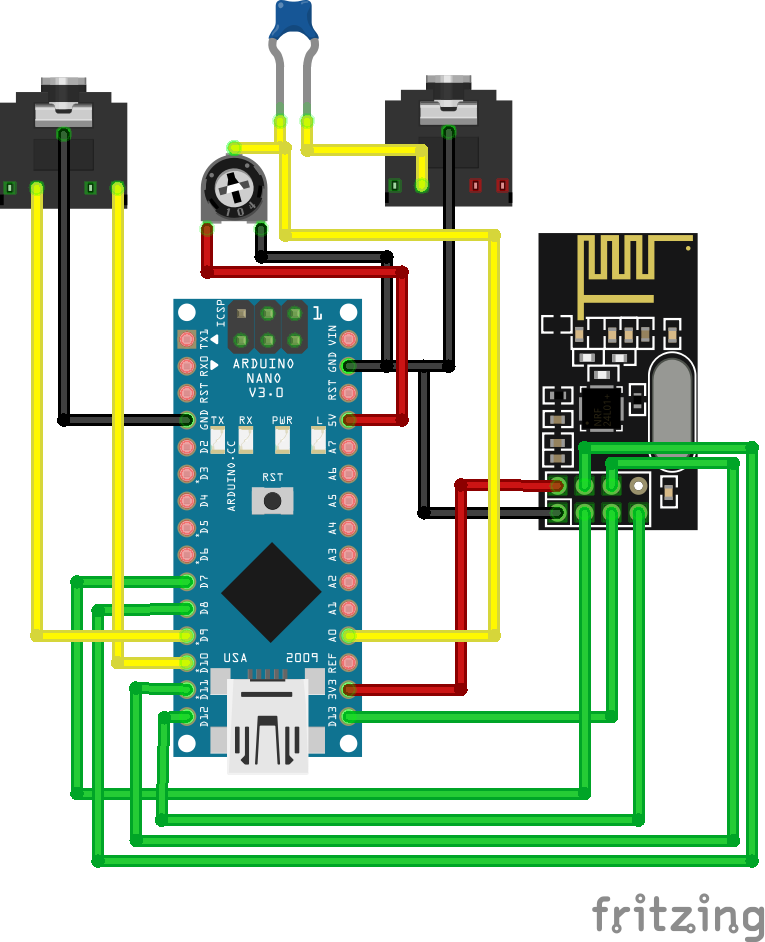 104
ICSP
1
TX1
RX0
RST
GND
D2
D3
D4
D5
D6
D7
D8
D9
D10
D11
D12
ARDUINO
NANO
V3.0
TX
RX
PWR
L
ARDUINO.CC
RST
USA
2009
VIN
GND
RST
5V
A7
A6
A5
A4
A3
A2
A1
A0
REF
3V3
D13
NRF
24L01+
fritzing